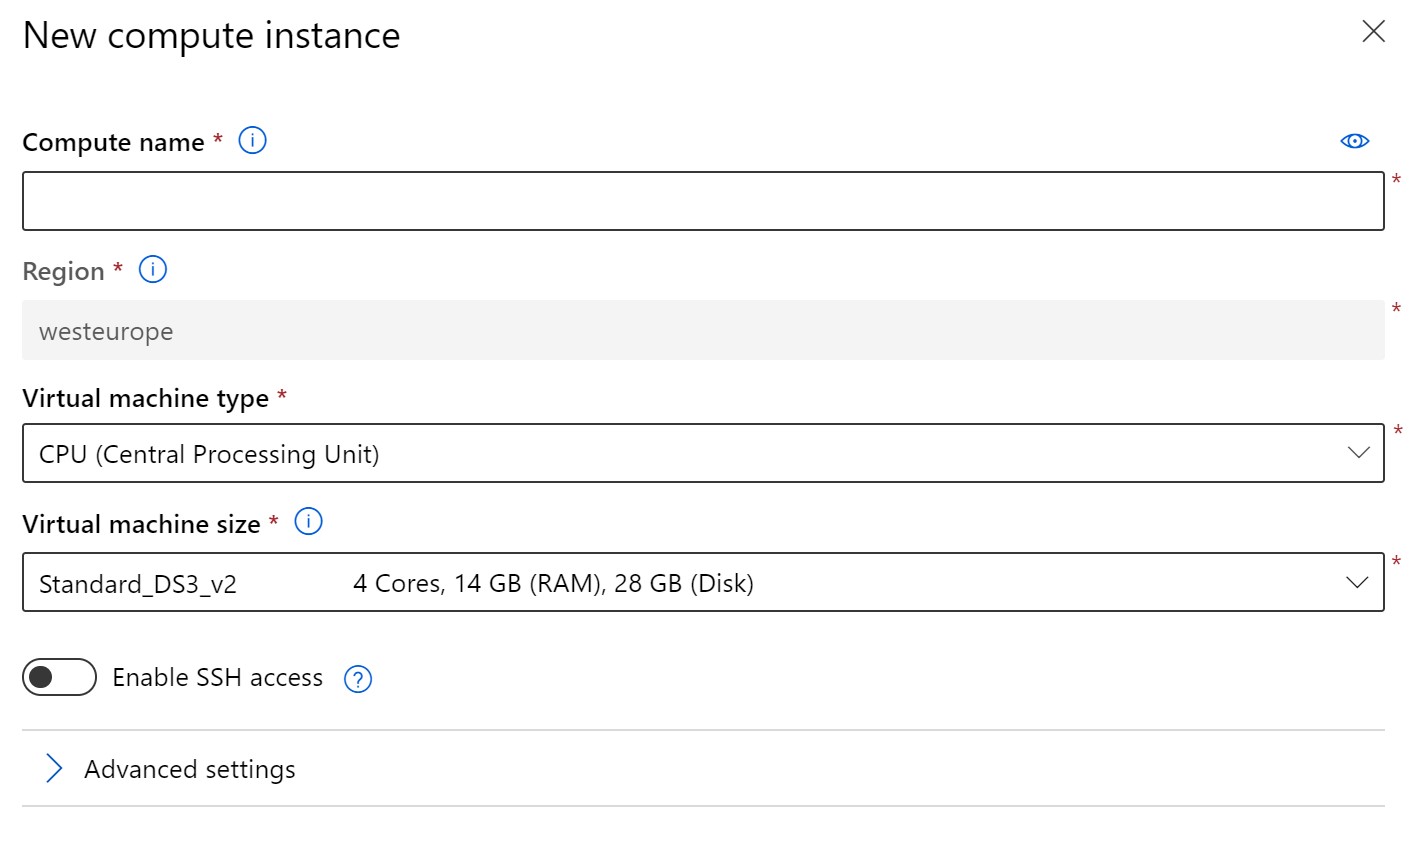 New compute instance
Compute name *
*
Region *
westeurope *
Virtual machine type *
CPU (Central Processing Unit) *
Virtual machine size *
Standard_DS3_v2 4 Cores, 14 GB (RAM), 28 GB (Disk) *
Enable SSH access
Advanced settings